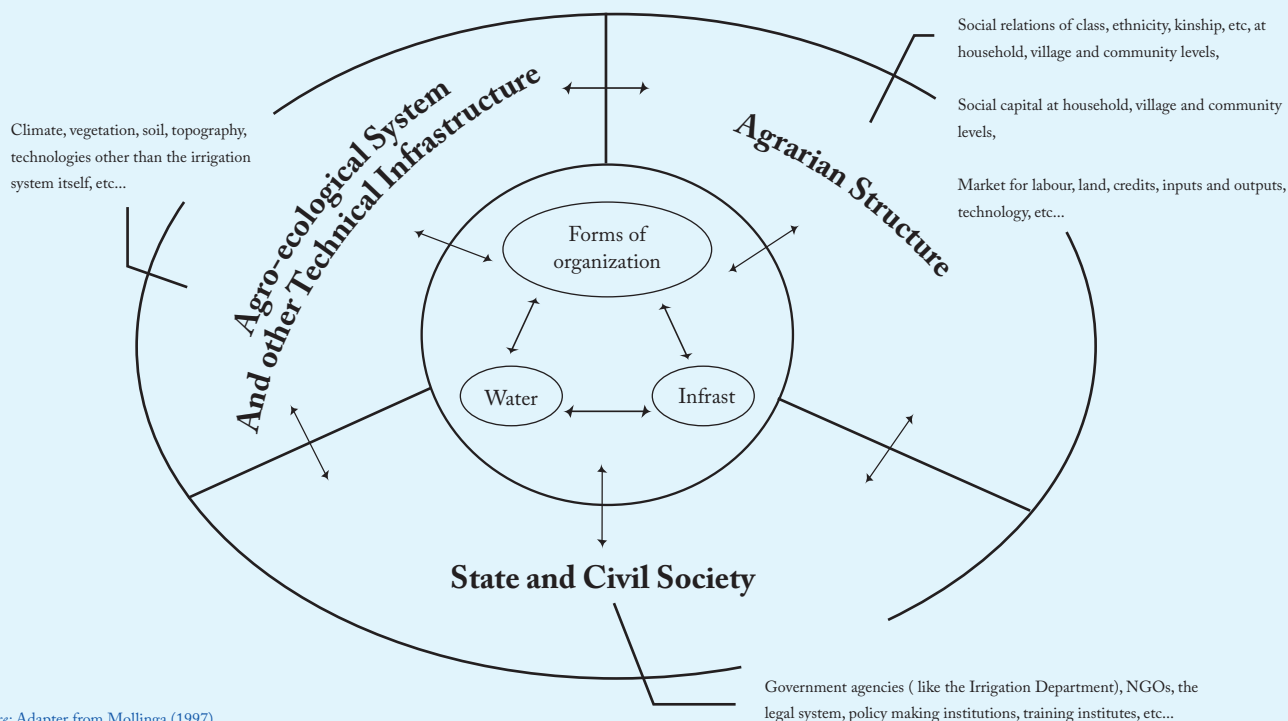 Social relations of class, ethnicity, kinship, etc, at
household, village and community levels,
Social capital at household, village and community
levels,
Market for labour, land, credits, inputs and outputs,
technology, etc...
Climate, vegetation, soil, topography,
technologies other than the irrigation
system itself, etc...
Agro-ecological System
And other Technical Infrastructure
Agrarian Structure
Forms of
organization
Water
Infrast
State and Civil Society
Government agencies ( like the Irrigation Department), NGOs, the
legal system, policy making institutions, training institutes, etc...
Adapter from Mollinga (1997)